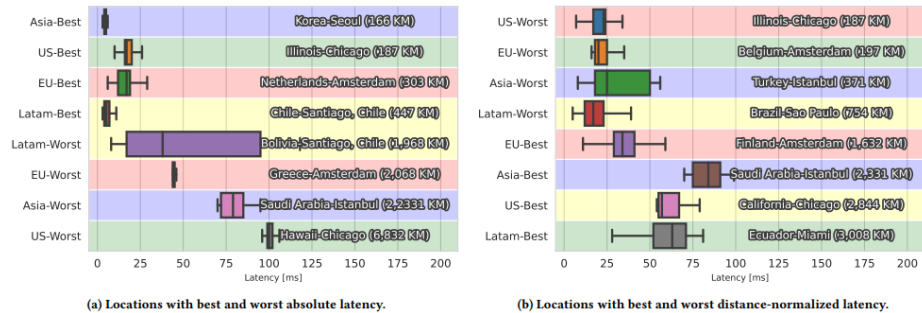 Asia-Best Korea-Seoul (166 KM)
US-Best Illinois-Chicago (187 KM)
EU-Best Netherlands-Amsterdam (303 KM)
Latam-Best Chile-Santiago, Chile (447 KM)
Latam-Worst Bolivia-Santiago, Chile (1,968 KM)
EU-Worst Greece-Amsterdam (2,068 KM)
Asia-Worst Saudi Arabia-Istanbul (2,2331 KM)
US-Worst Hawaii-Chicago (6,832 KM)
0 25 50 75 100 125 150 175 200
Latency [ms]
(a) Locations with best and worst absolute latency.
US-Worst Illinois-Chicago (187 KM)
EU-Worst Belgium-Amsterdam (197 KM)
Asia-Worst Turkey-Istanbul (371 KM)
Latam-Worst Brazil-Sao Paulo (754 KM)
EU-Best Finland-Amsterdam (1,632 KM)
Asia-Best Saudi Arabia-Istanbul (2,331 KM)
US-Best California-Chicago (2,844 KM)
Latam-Best Ecuador-Miami (3,008 KM)
0 25 50 75 100 125 150 175 200
Latency [ms]
(b) Locations with best and worst distance-normalized latency.